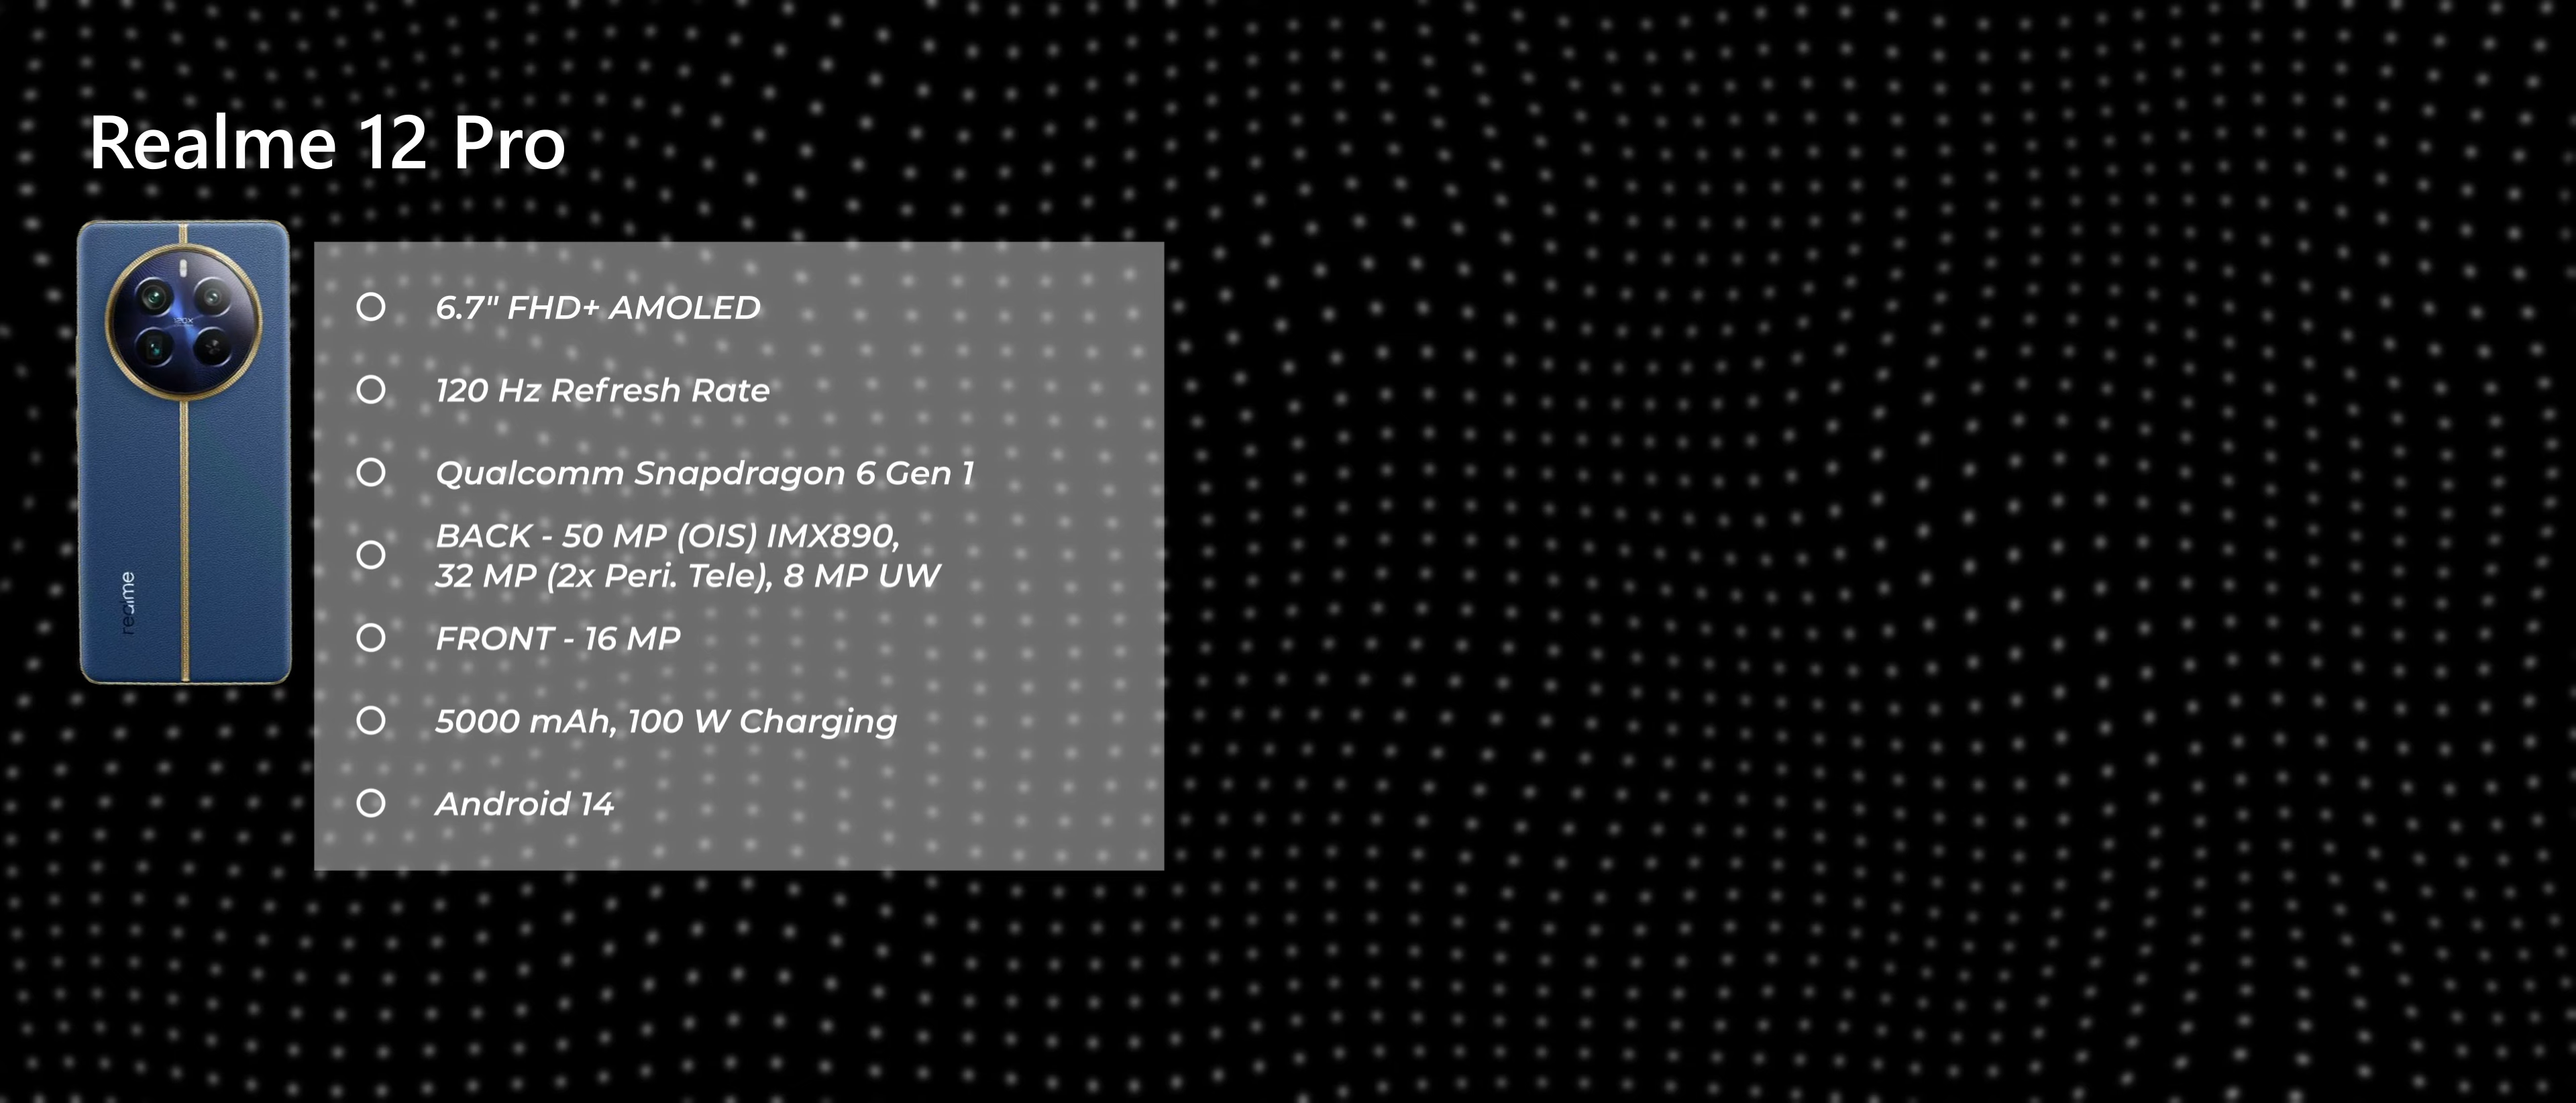 Realme 12 Pro
6.7" FHD+ AMOLED
120 Hz Refresh Rate
Qualcomm Snapdragon 6 Gen 1
BACK - 50 MP (OIS) IMX890,
32 MP (2x Peri. Tele), 8 MP UW
FRONT - 16 MP
5000 mAh, 100 W Charging
Android 14
120X
realme